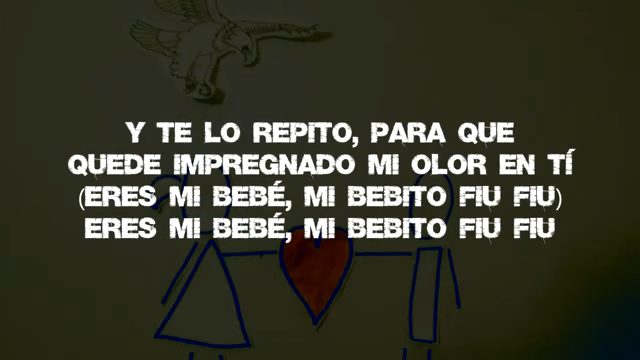 Y TE LO REPITO, PARA QUE
QUEDE IMPREGNADO MI OLOR EN TÍ
(ERES MI BEBÉ, MI BEBITO FIU FIU)
ERES MI BEBÉ, MI BEBITO FIU FIU